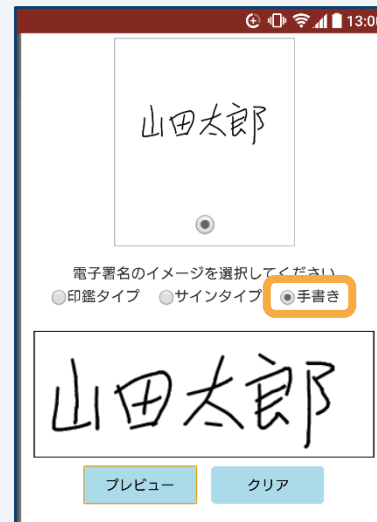 13:00
山田太郎
電子署名のイメージを選択してください
印鑑タイプ サインタイプ 手書き
山田太郎
プレビュー クリア